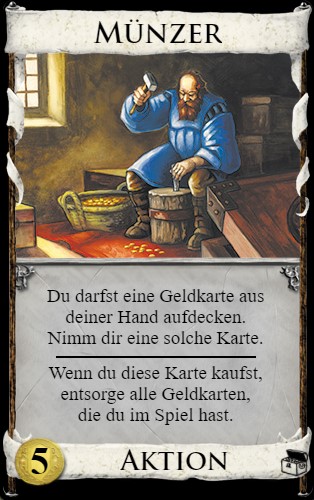 MÜNZER
Du darfst eine Geldkarte aus
deiner Hand aufdecken.
Nimm dir eine solche Karte.
Wenn du diese Karte kaufst,
entsorge alle Geldkarten,
die du im Spiel hast.
5
AKTION